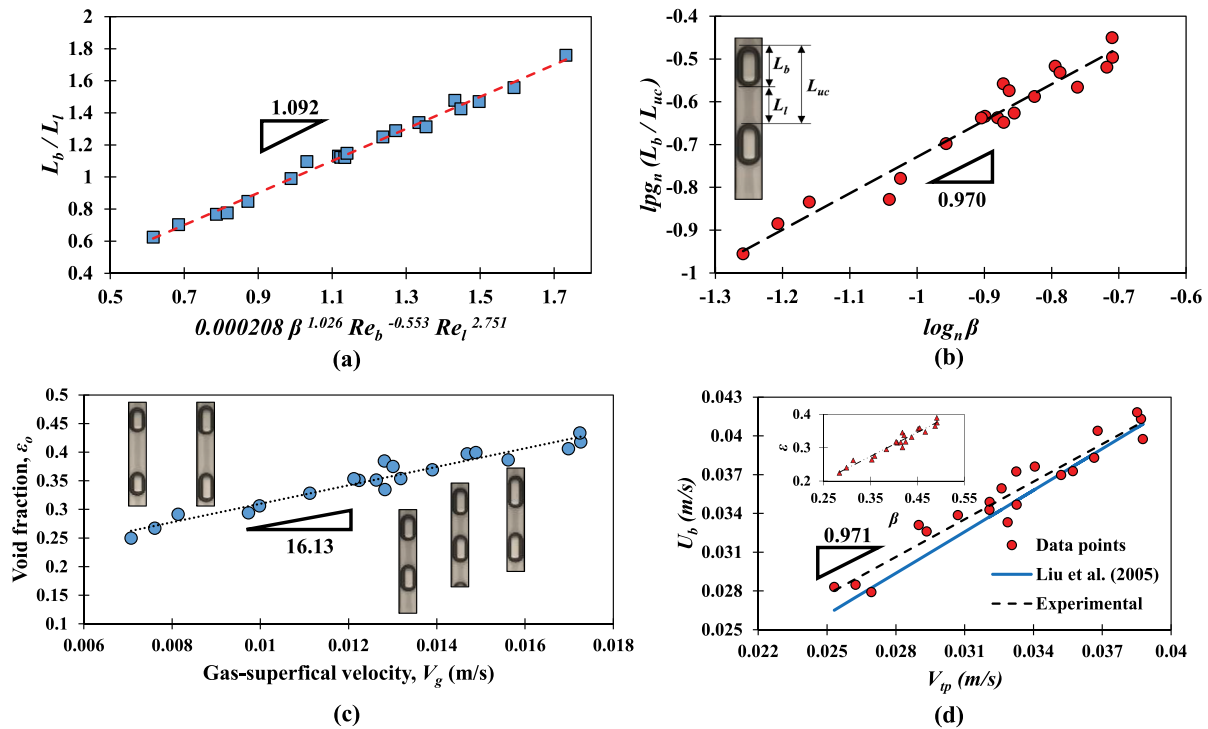 2
1.8
1.6
1.4
1.2
1
0.8
0.6
0.4
L_b / L_l
1.092
0.5 0.7 0.9 1.1 1.3 1.5 1.7
0.000208 β ^1.026 Re_b ^-0.553 Re_l ^2.751
(a)
-0.4
-0.5
-0.6
-0.7
-0.8
-0.9
-1
lpg_n (L_b / L_uc)
L_b
L_l
L_uc
0.970
-1.3 -1.2 -1.1 -1 -0.9 -0.8 -0.7 -0.6
log_n β
(b)
0.5
0.45
0.4
0.35
0.3
0.25
0.2
0.15
0.1
Void fraction, ε_o
16.13
0.006 0.008 0.01 0.012 0.014 0.016 0.018
Gas-superfical velocity, V_g (m/s)
(c)
0.043
0.04
0.037
0.034
0.031
0.028
0.025
U_b (m/s)
0.4
0.3
0.2
ε
0.25 0.35 0.45 0.55
β
0.971
Data points
Liu et al. (2005)
Experimental
0.022 0.025 0.028 0.031 0.034 0.037 0.04
V_tp (m/s)
(d)